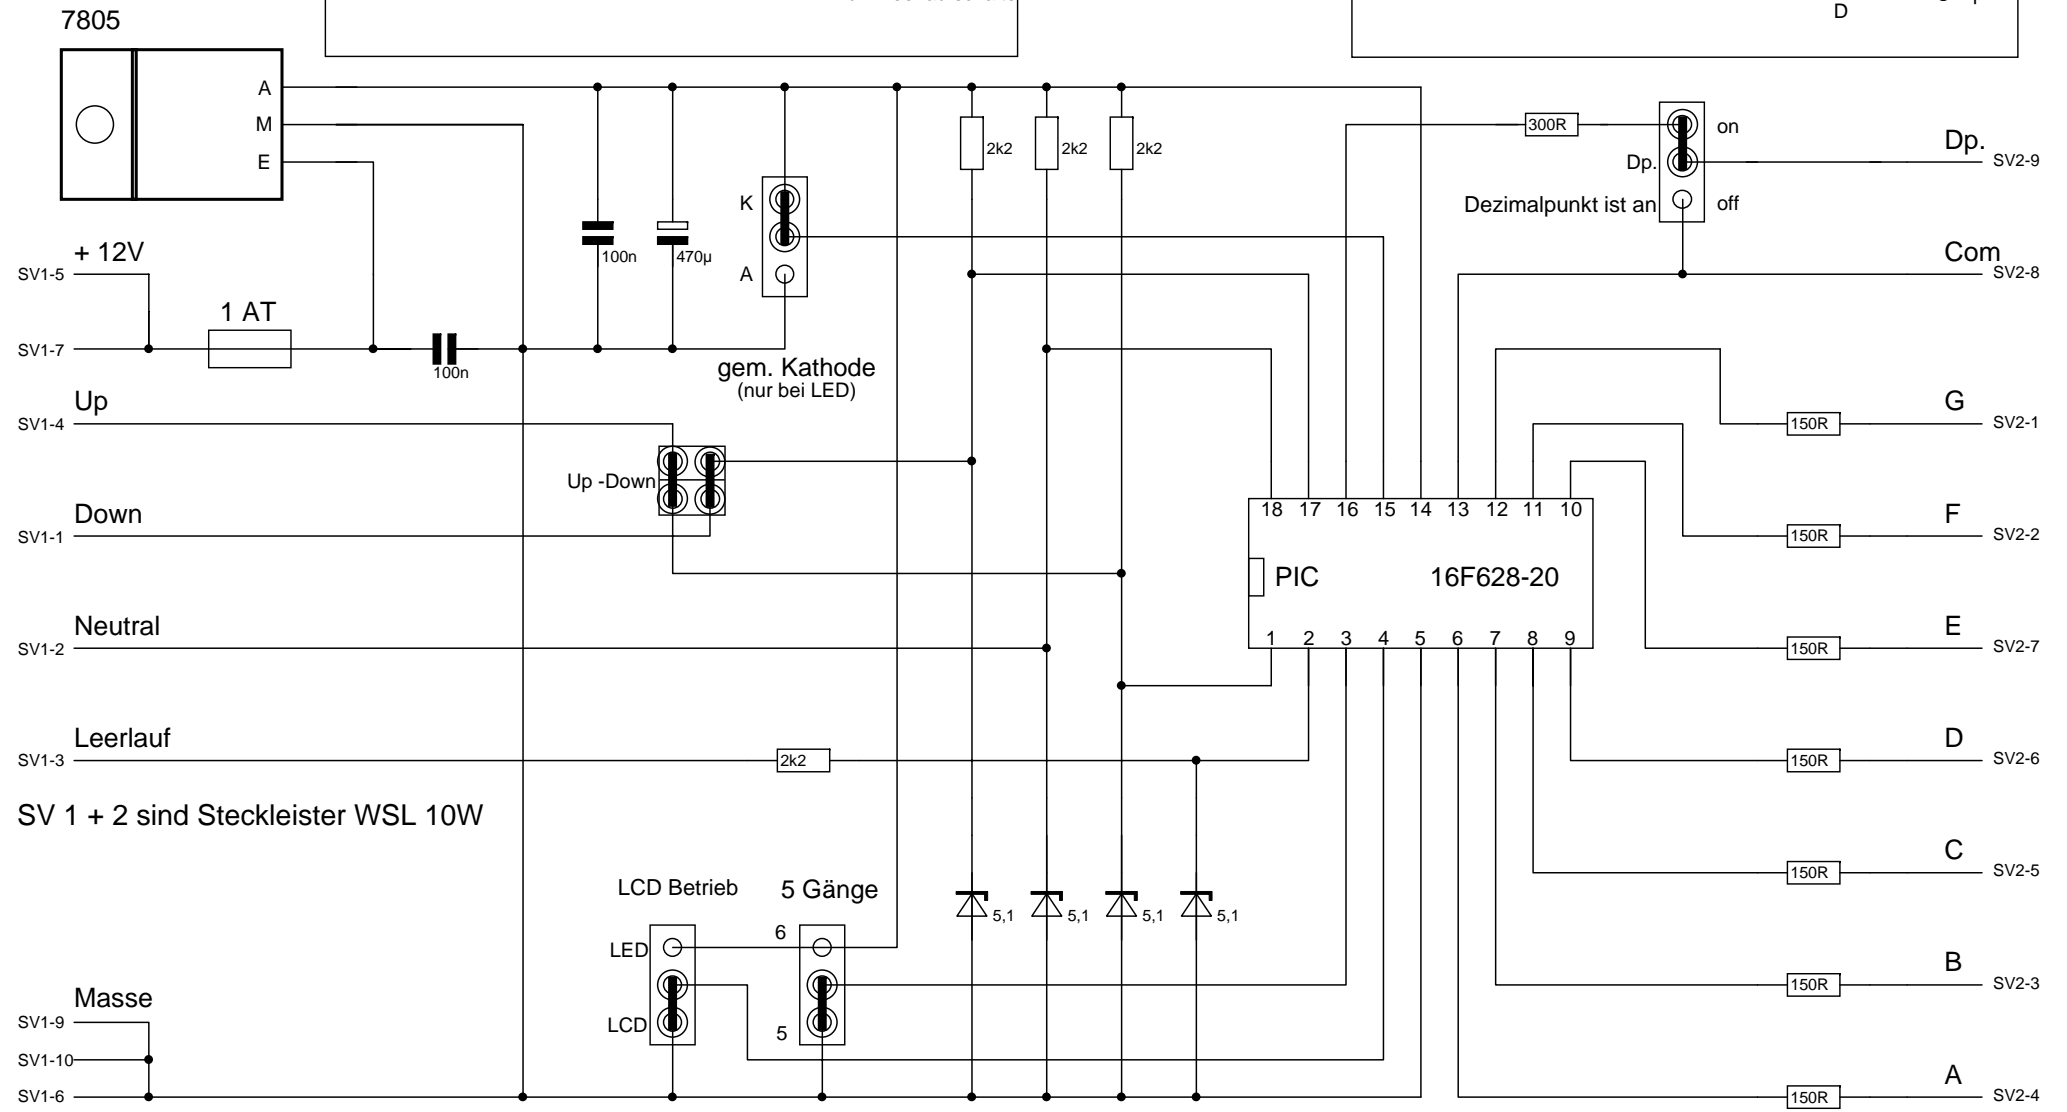 D
7805
A
M
E
+ 12V
SV1-5
1 AT
SV1-7
100n
100n
470µ
K
A
gem. Kathode
(nur bei LED)
2k2
2k2
2k2
300R
on
Dp.
Dezimalpunkt ist an
off
Dp.
SV2-9
Com
SV2-8
Up
SV1-4
Up -Down
Down
SV1-1
Neutral
SV1-2
Leerlauf
SV1-3
2k2
18 17 16 15 14 13 12 11 10
PIC 16F628-20
1 2 3 4 5 6 7 8 9
150R
G
SV2-1
150R
F
SV2-2
150R
E
SV2-7
150R
D
SV2-6
150R
C
SV2-5
150R
B
SV2-3
150R
A
SV2-4
SV 1 + 2 sind Steckleister WSL 10W
LCD Betrieb
5 Gänge
LED
LCD
6
5
5,1
5,1
5,1
5,1
Masse
SV1-9
SV1-10
SV1-6